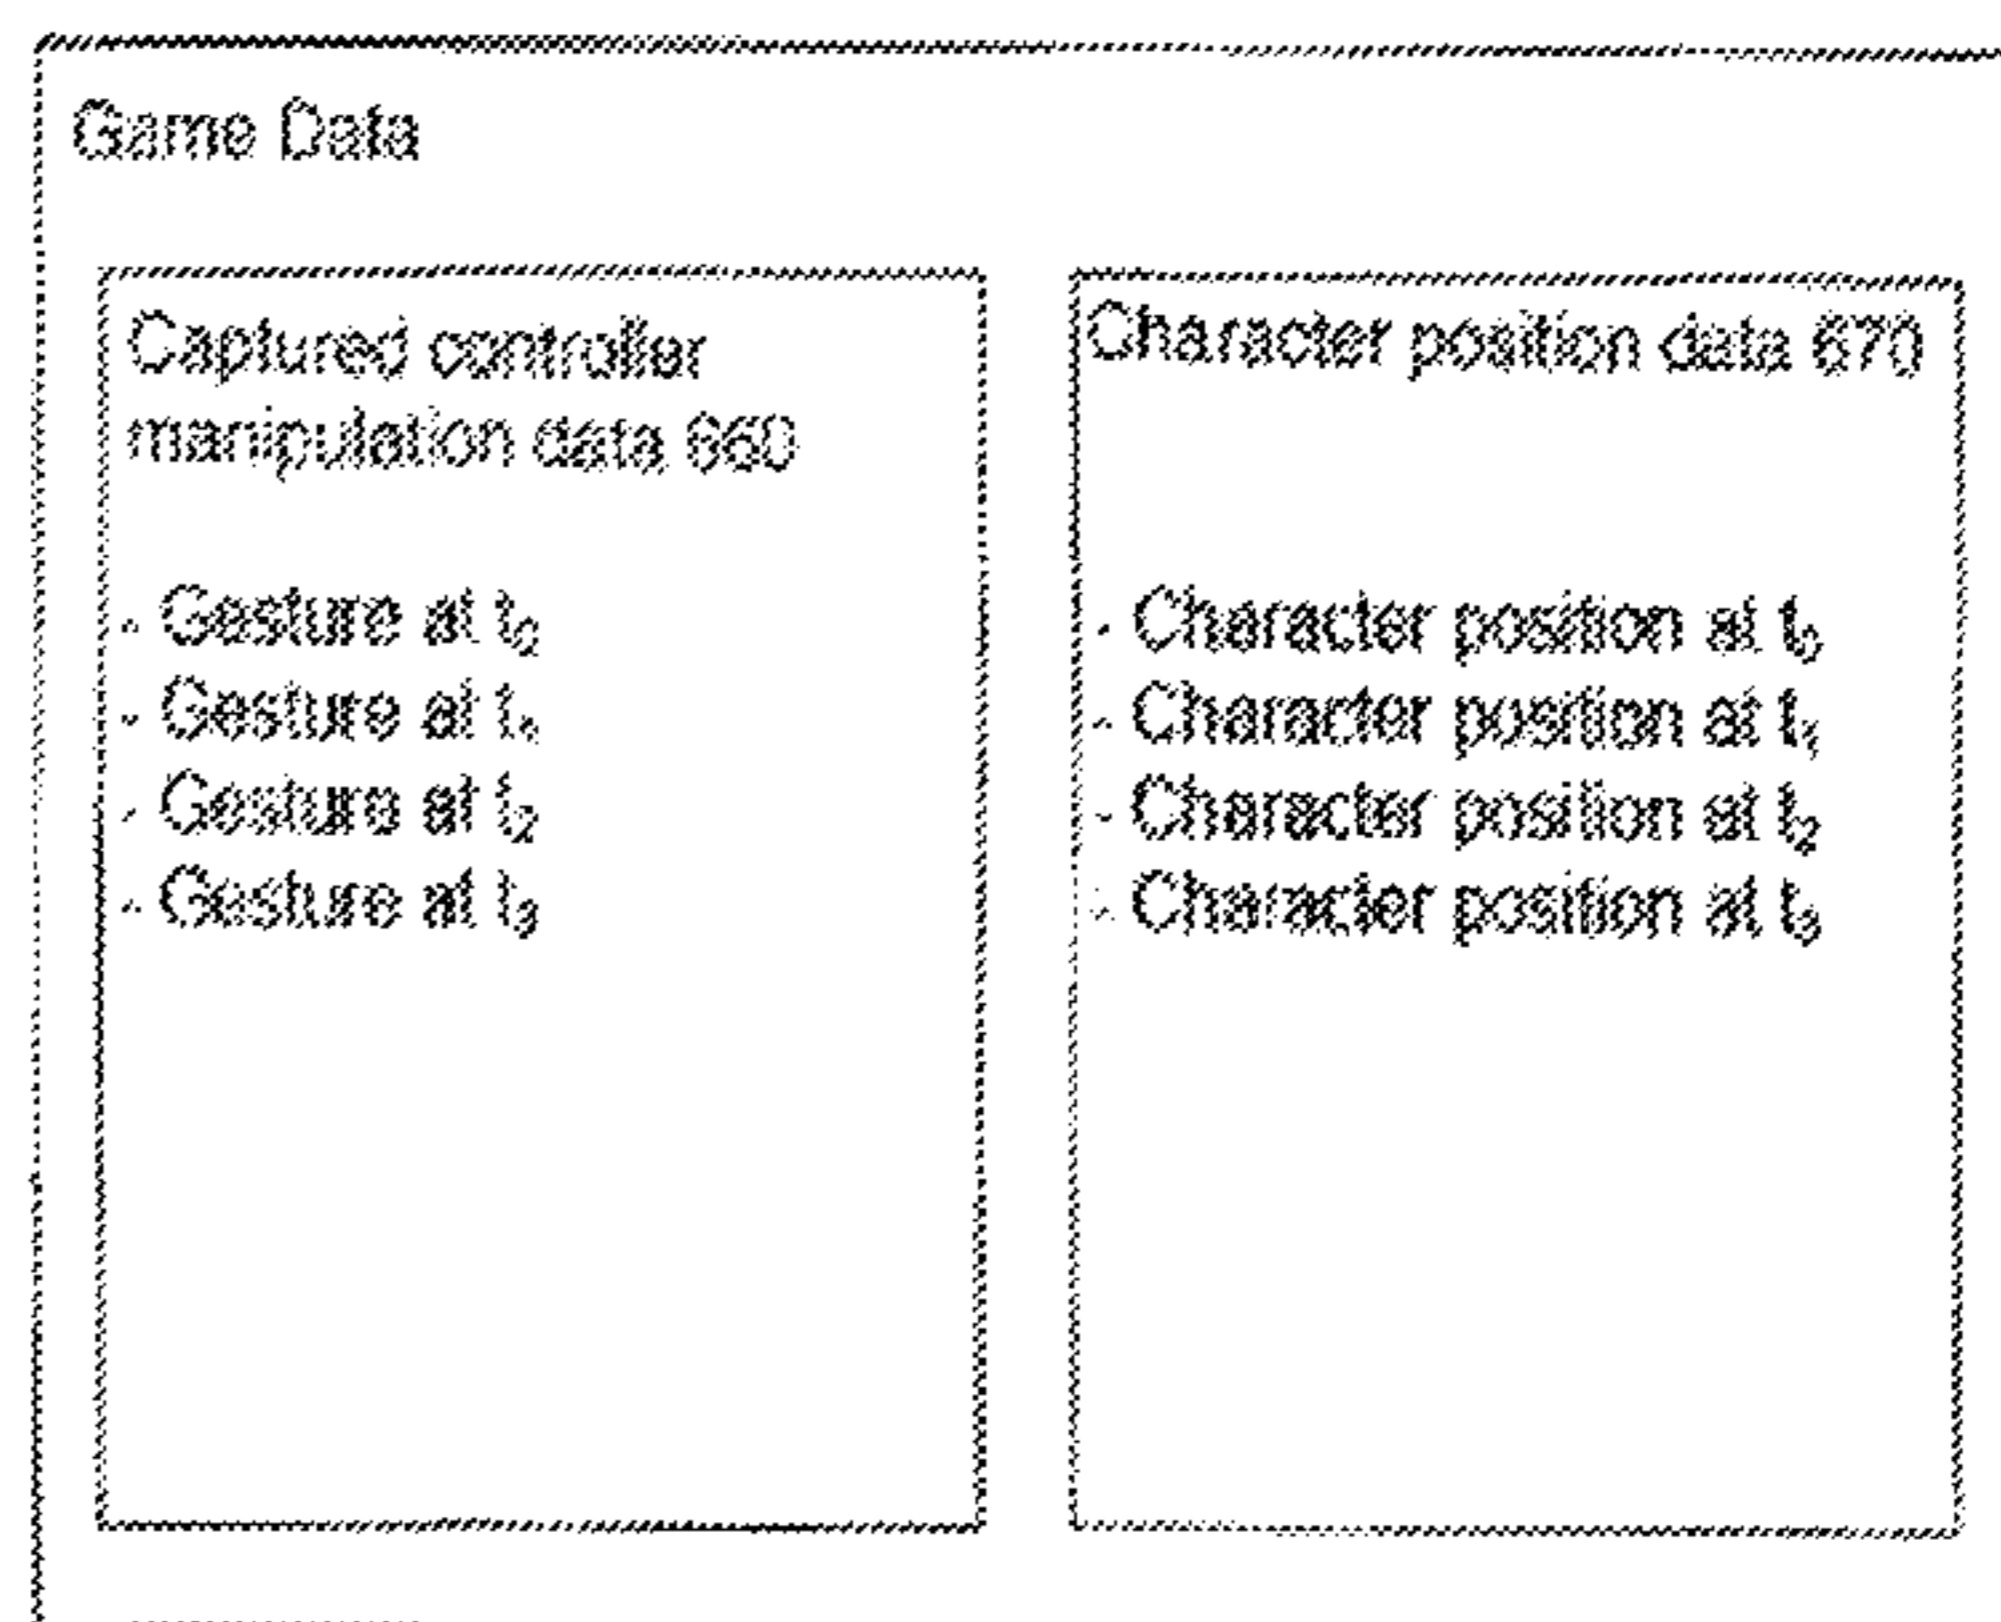 Game Data
Captured controller
manipulation data 660
- Gesture at t₀
- Gesture at t₁
- Gesture at t₂
- Gesture at t₃
Character position data 670
- Character position at t₀
- Character position at t₁
- Character position at t₂
- Character position at t₃